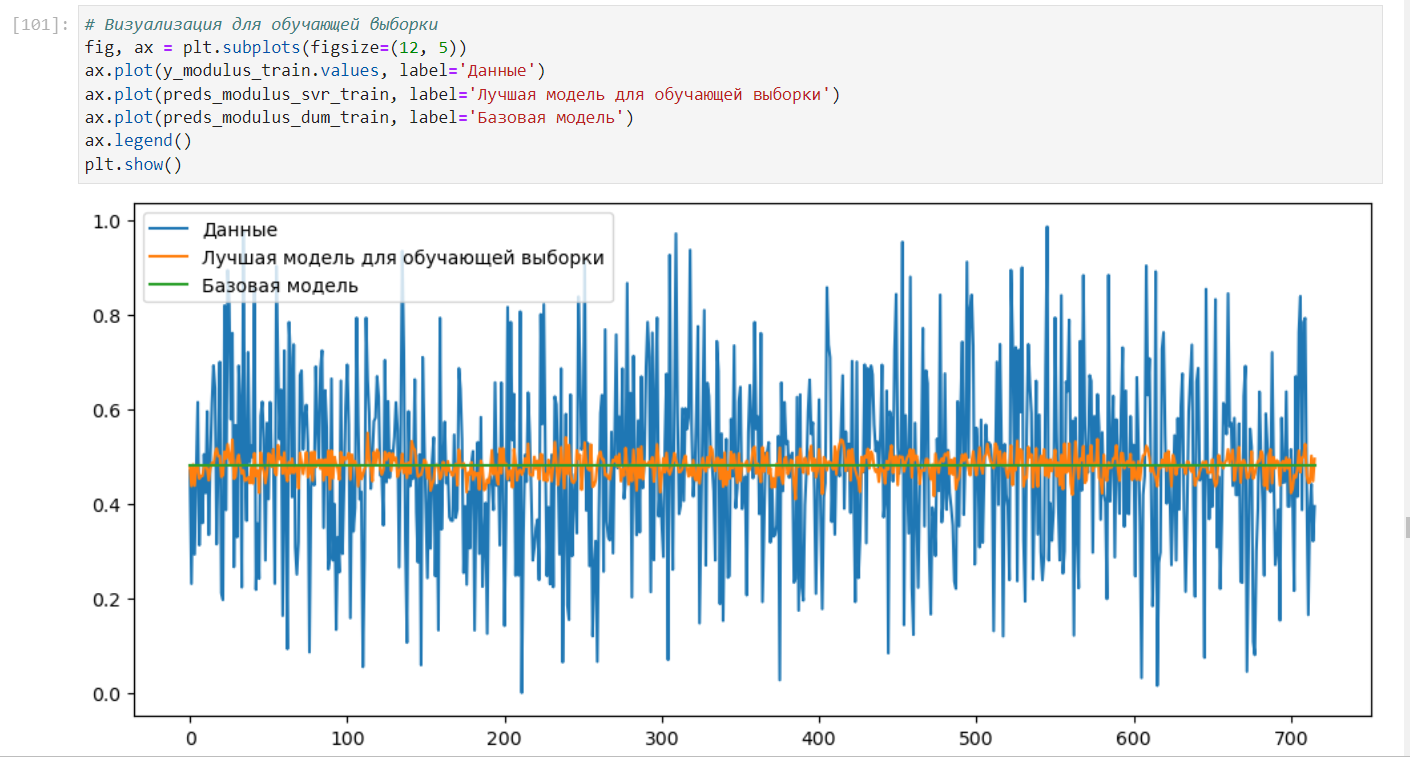 [101]:
# Визуализация для обучающей выборки
fig, ax = plt.subplots(figsize=(12, 5))
ax.plot(y_modulus_train.values, label='Данные')
ax.plot(preds_modulus_svr_train, label='Лучшая модель для обучающей выборки')
ax.plot(preds_modulus_dum_train, label='Базовая модель')
ax.legend()
plt.show()
Данные
Лучшая модель для обучающей выборки
Базовая модель
1.0
0.8
0.6
0.4
0.2
0.0
0 100 200 300 400 500 600 700